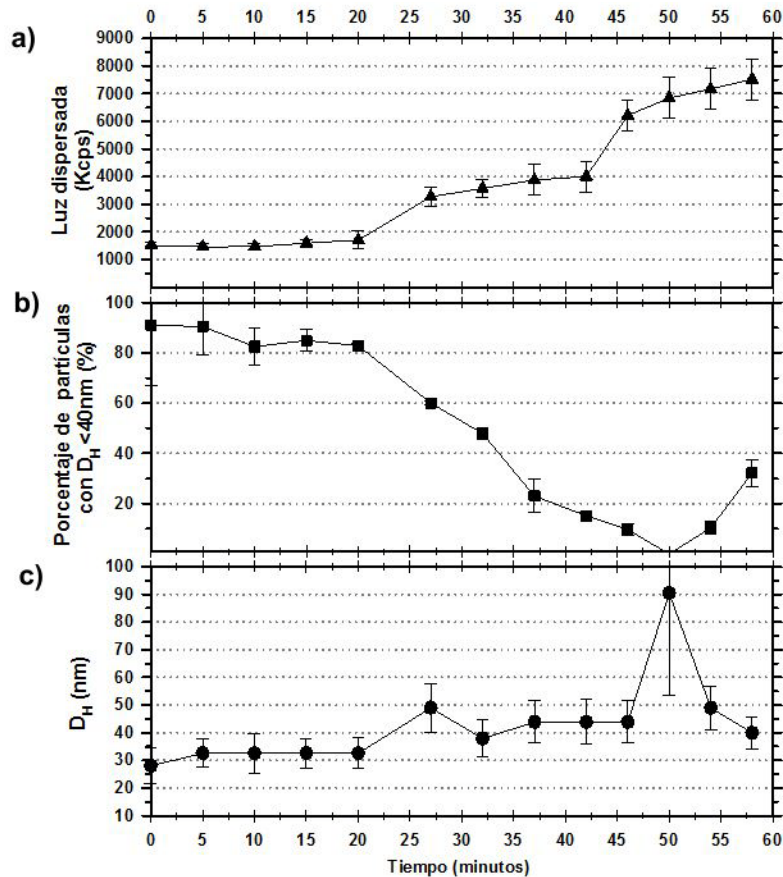 0 5 10 15 20 25 30 35 40 45 50 55 60
a)
9000
8000
7000
6000
5000
4000
3000
2000
1000
Luz dispersada
(Kcps)
b)
100
80
60
40
20
Porcentaje de partículas
con D_H <40nm (%)
c)
100
90
80
70
60
50
40
30
20
10
D_H (nm)
0 5 10 15 20 25 30 35 40 45 50 55 60
Tiempo (minutos)